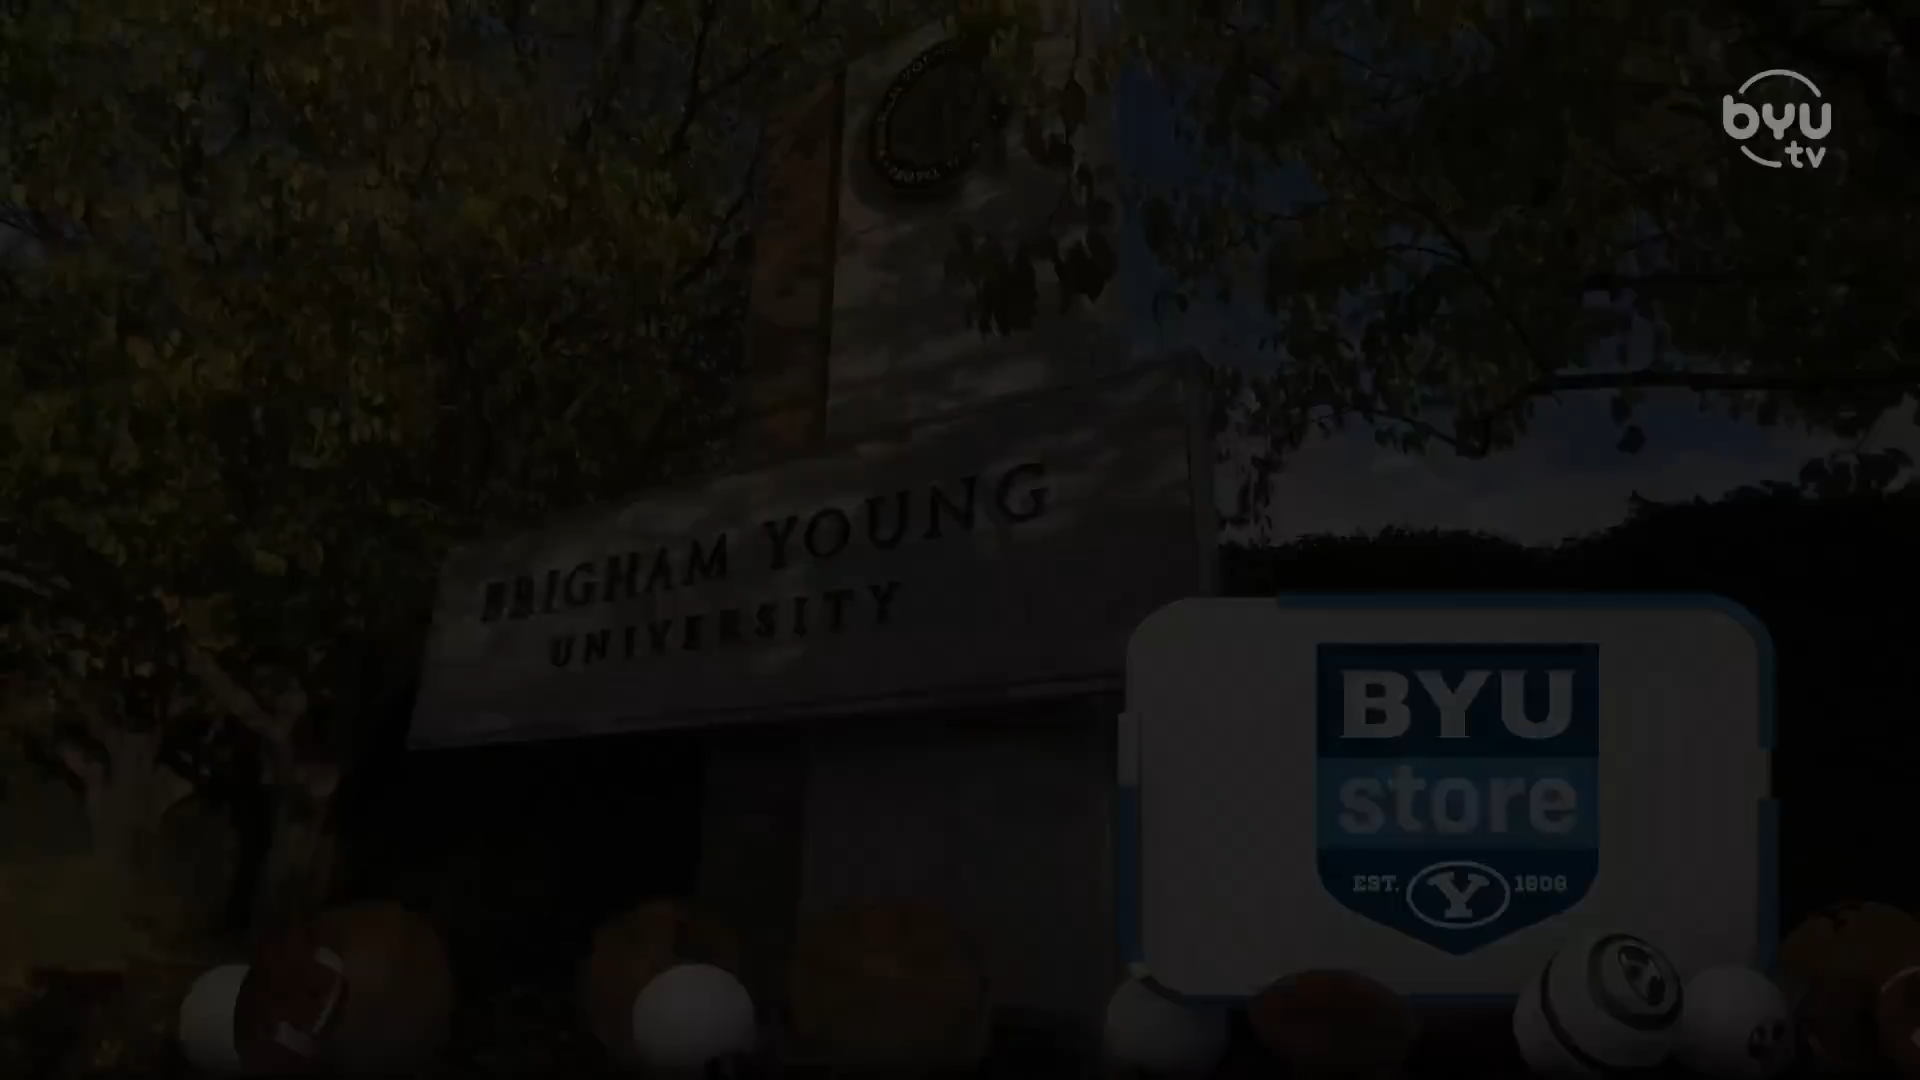 byu
tv
BRIGHAM YOUNG
UNIVERSITY
BYU
store
EST. Y 1906